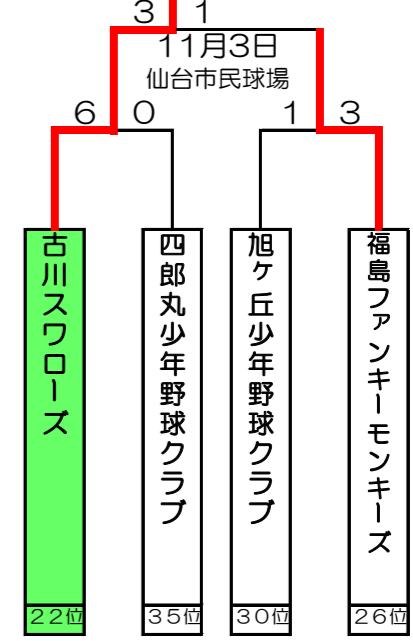 3 1
11月3日
仙台市民球場
6 0 1 3
古川スワローズ
四郎丸少年野球クラブ
旭ケ丘少年野球クラブ
福島ファンキーモンキーズ
22位 35位 30位 26位